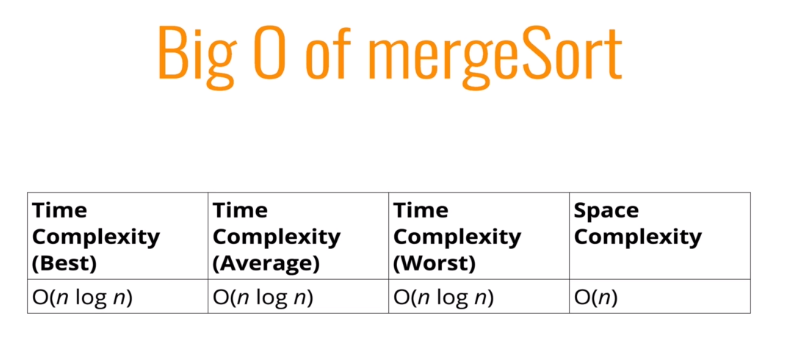 Big O of mergeSort
Time Complexity (Best)
Time Complexity (Average)
Time Complexity (Worst)
Space Complexity
O(n log n)
O(n log n)
O(n log n)
O(n)